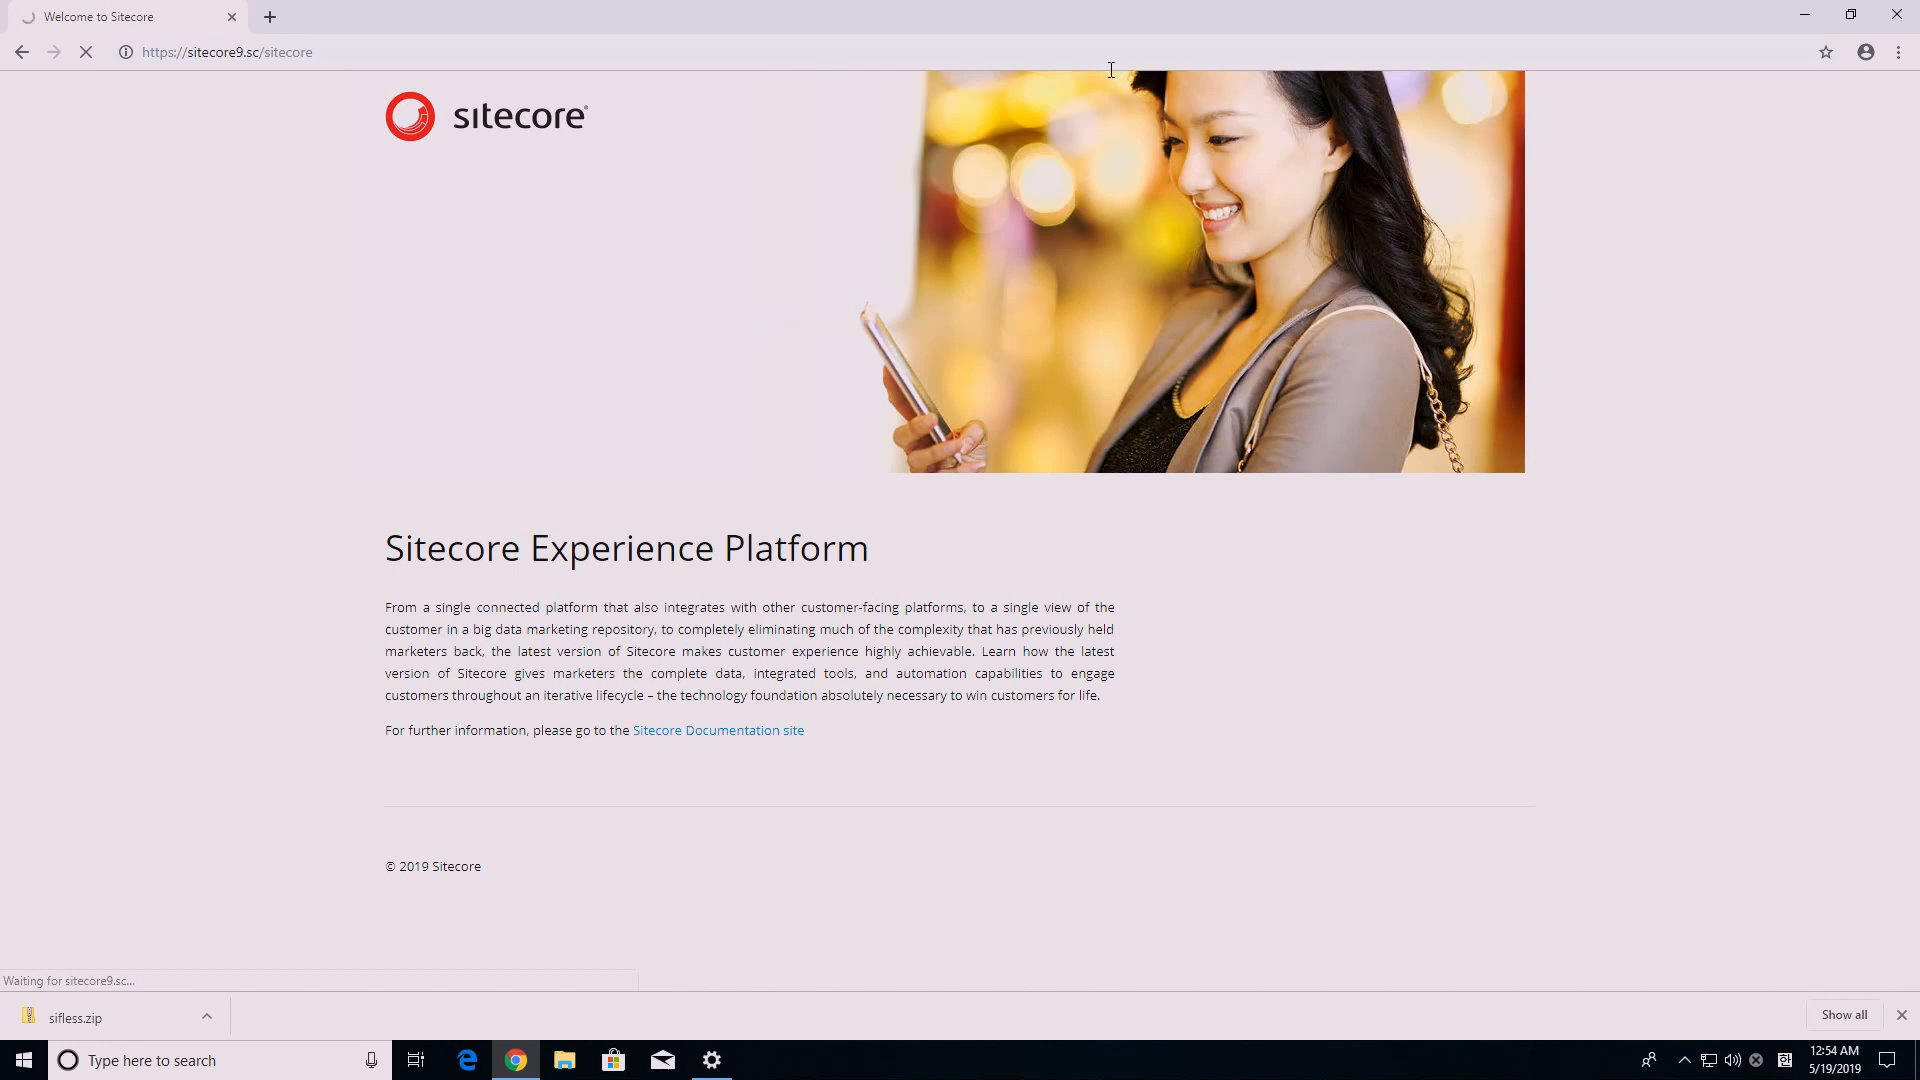 Welcome to Sitecore
https://sitecore9.sc/sitecore
sitecore®
Sitecore Experience Platform
From a single connected platform that also integrates with other customer-facing platforms, to a single view of the
customer in a big data marketing repository, to completely eliminating much of the complexity that has previously held
marketers back, the latest version of Sitecore makes customer experience highly achievable. Learn how the latest
version of Sitecore gives marketers the complete data, integrated tools, and automation capabilities to engage
customers throughout an iterative lifecycle – the technology foundation absolutely necessary to win customers for life.
For further information, please go to the Sitecore Documentation site
© 2019 Sitecore
Waiting for sitecore9.sc...
sifless.zip
Show all
Type here to search
12:54 AM
5/19/2019